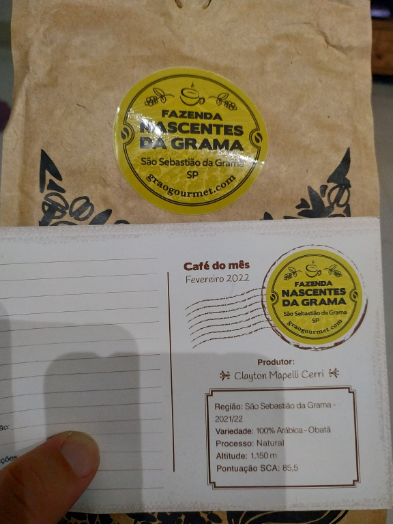 FAZENDA
NASCENTES
DA GRAMA
São Sebastião da Grama
SP
graogourmet.com
Café do mês
Fevereiro 2022
FAZENDA
NASCENTES
DA GRAMA
São Sebastião da Grama
SP
graogourmet.com
Produtor:
Clayton Mapelli Cerri
Região: São Sebastião da Grama -
2021/22
Variedade: 100% Arábica - Obatã
Processo: Natural
Altitude: 1.150 m
Pontuação SCA: 85,5